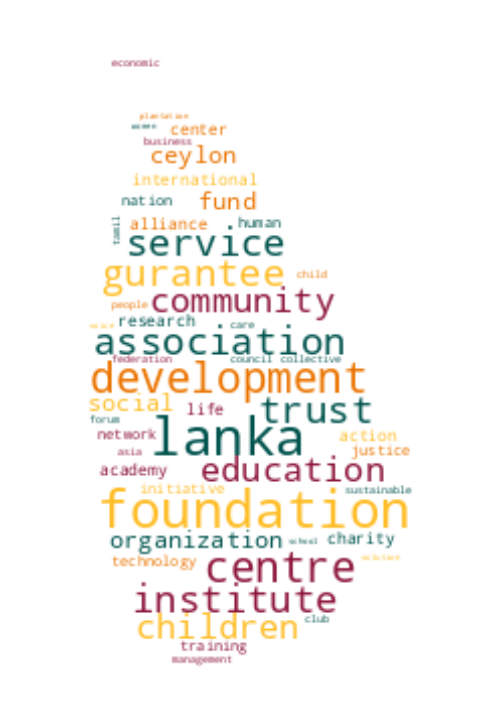 economic
plantation
women center
business
ceylon
international
nation fund
tamil alliance human
service
gurantee child
people community
research care
association
federation council collective
development
social life trust
forum
network lanka action
asia justice
academy education
initiative sustainable
foundation
organization school charity
technology centre solution
institute
children club
training
management